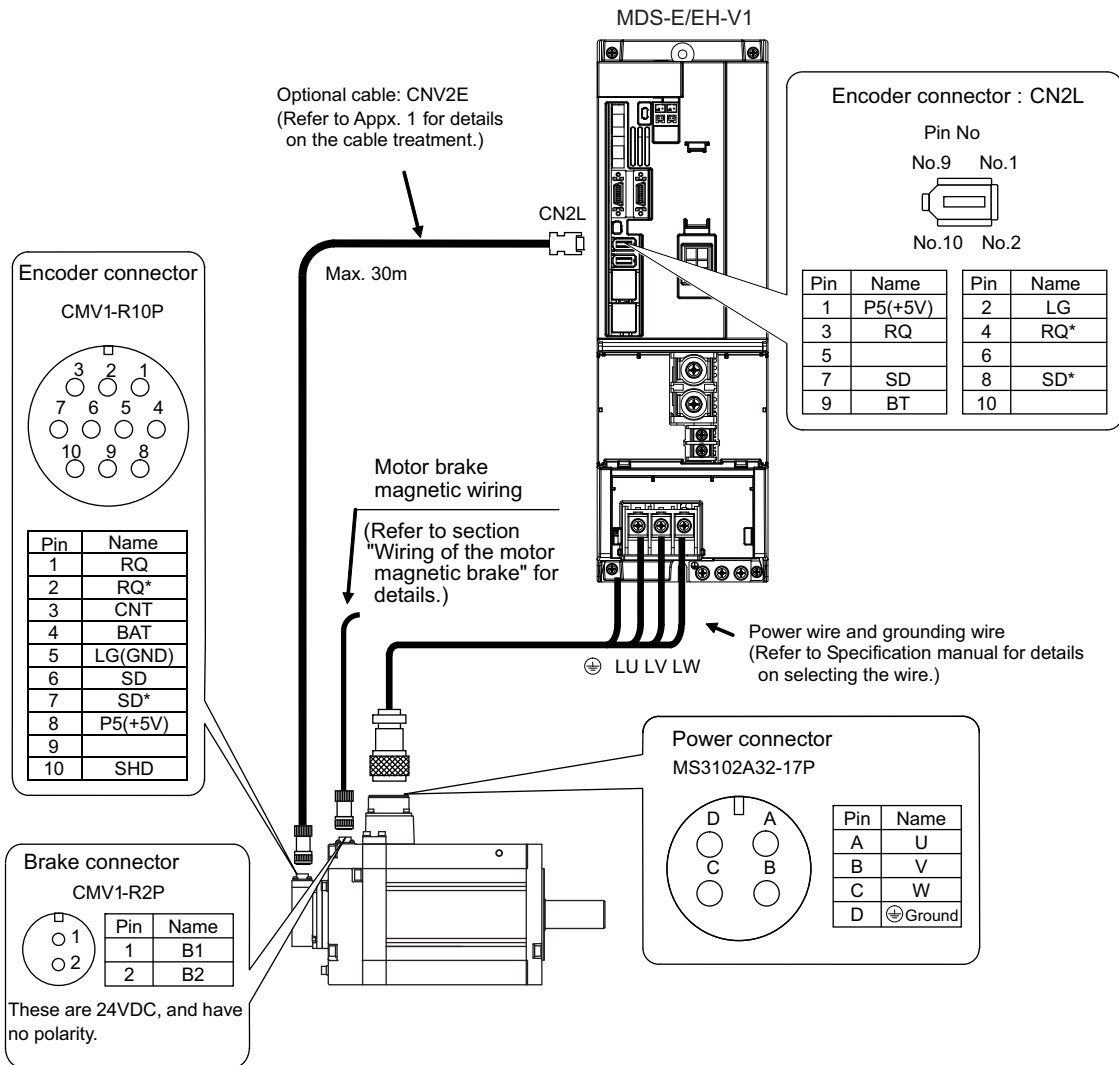 MDS-E/EH-V1
Optional cable: CNV2E
(Refer to Appx. 1 for details
on the cable treatment.)
CN2L
Max. 30m
Encoder connector : CN2L
Pin No
No.9 No.1
No.10 No.2
Pin Name Pin Name
1 P5(+5V) 2 LG
3 RQ 4 RQ*
5 6
7 SD 8 SD*
9 BT 10
Encoder connector
CMV1-R10P
3 2 1
7 6 5 4
10 9 8
Pin Name
1 RQ
2 RQ*
3 CNT
4 BAT
5 LG(GND)
6 SD
7 SD*
8 P5(+5V)
9
10 SHD
Motor brake
magnetic wiring
(Refer to section
"Wiring of the motor
magnetic brake" for
details.)
LU LV LW
Power wire and grounding wire
(Refer to Specification manual for details
on selecting the wire.)
Power connector
MS3102A32-17P
D A
C B
Pin Name
A U
B V
C W
D Ground
Brake connector
CMV1-R2P
1
2
Pin Name
1 B1
2 B2
These are 24VDC, and have
no polarity.